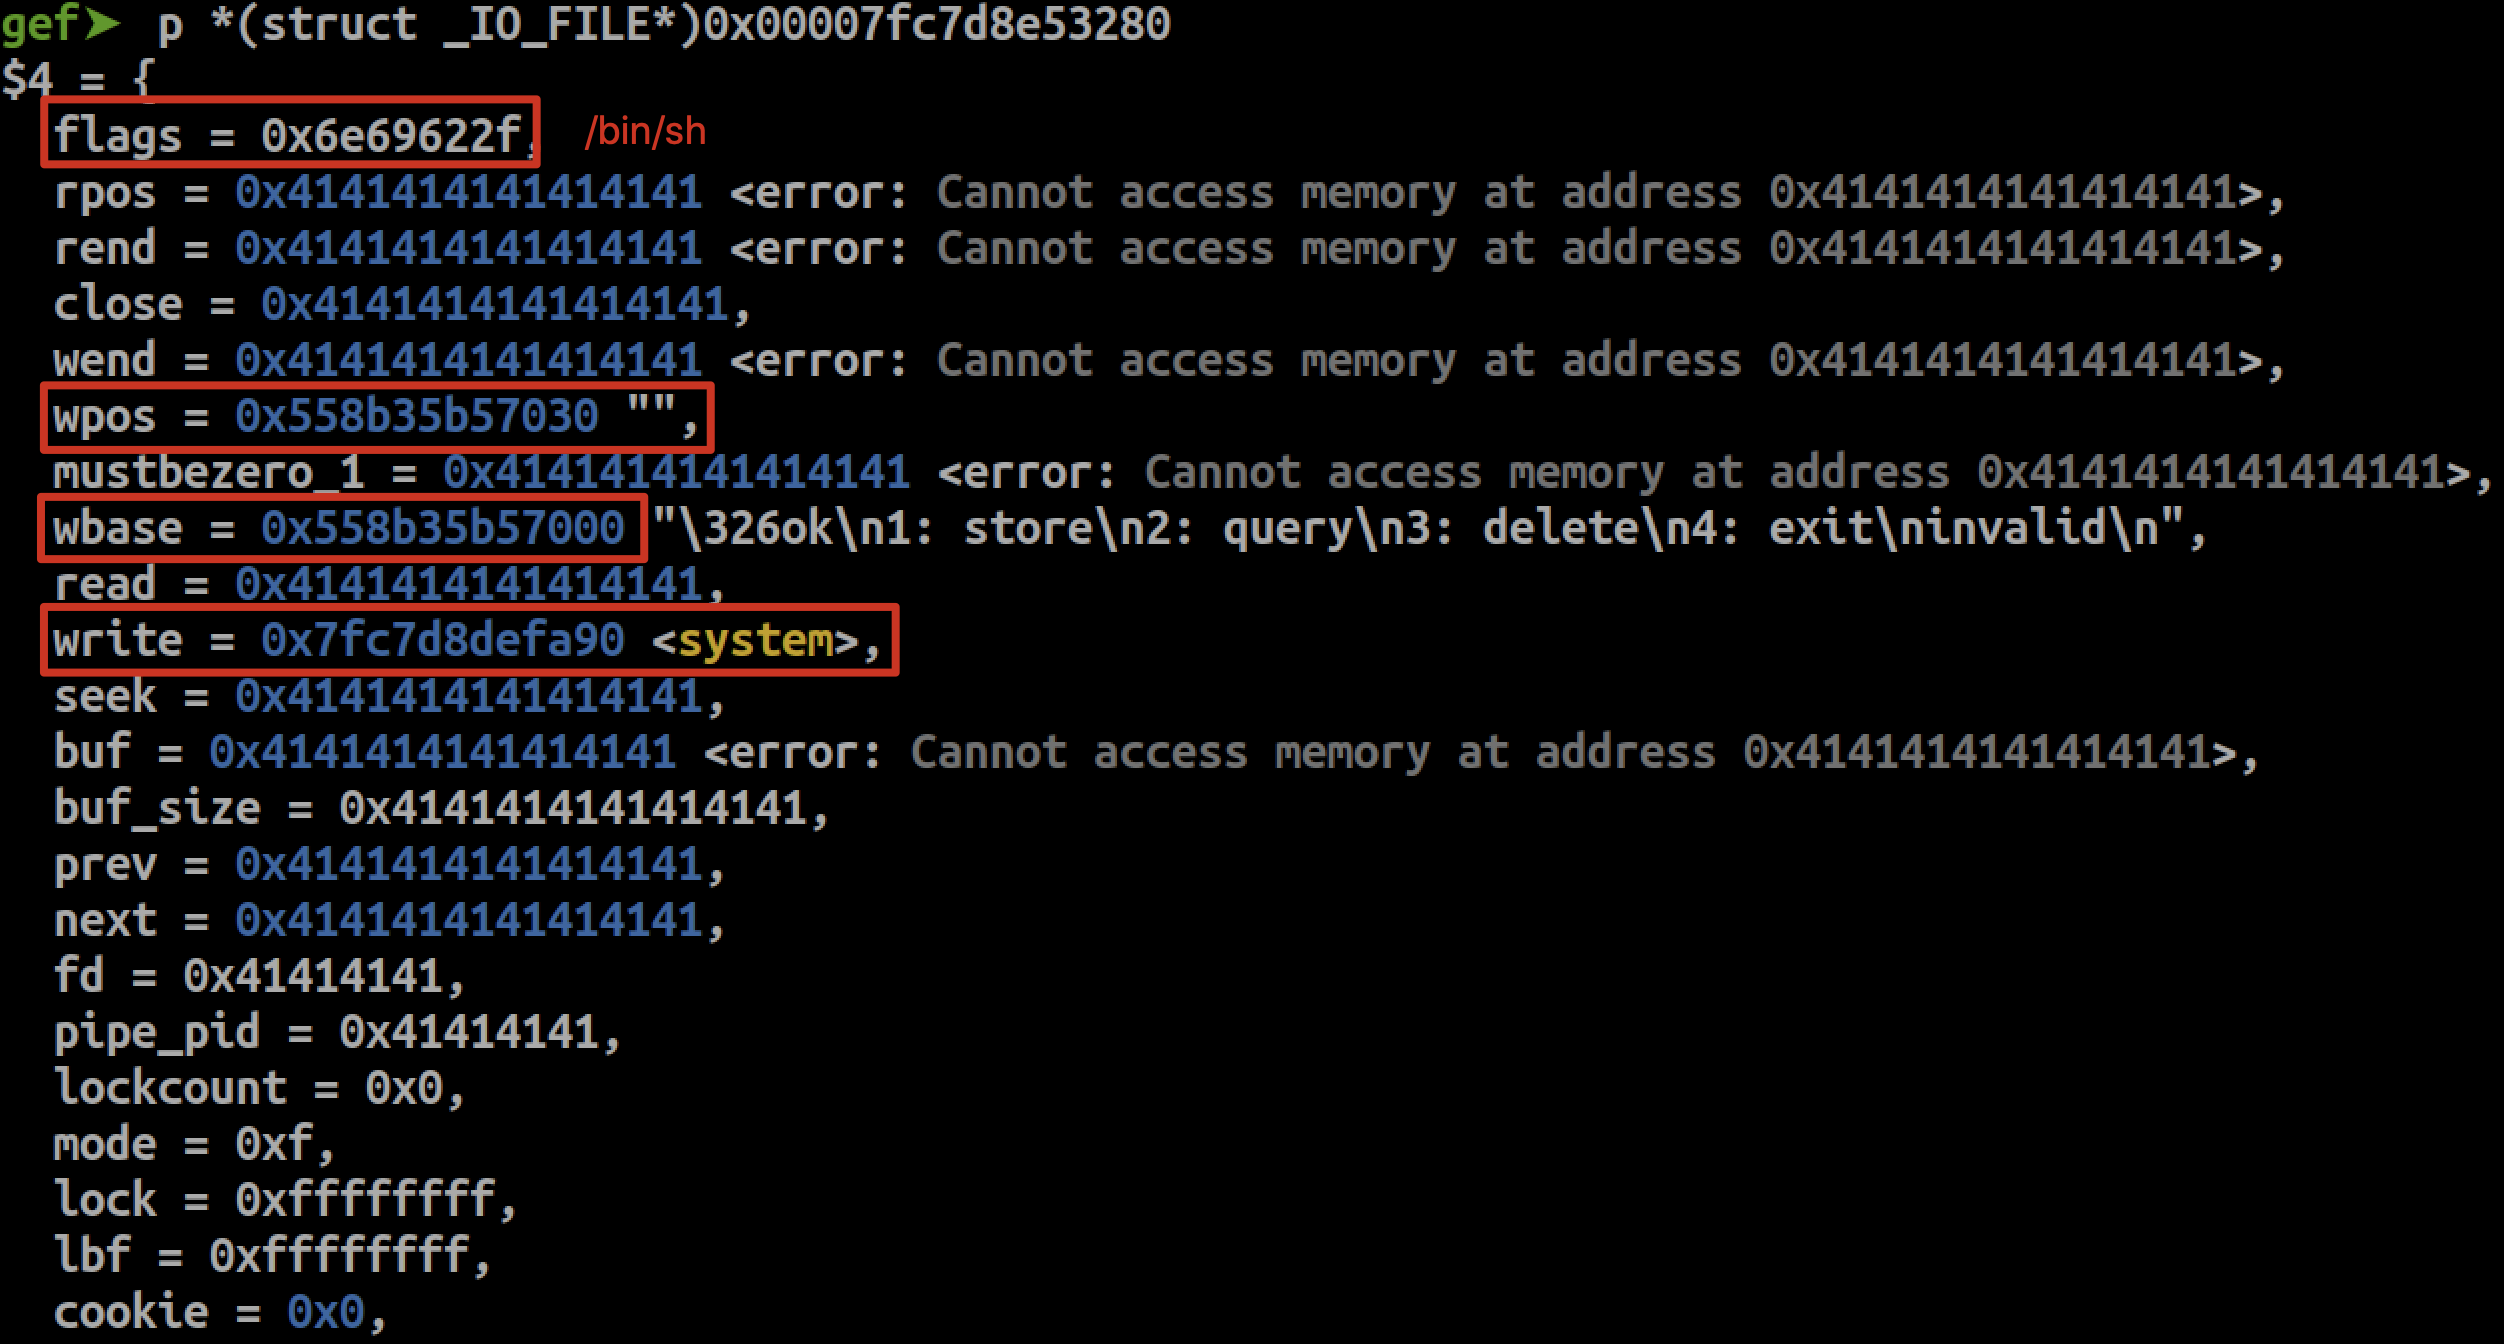 gef➤  p *(struct _IO_FILE*)0x00007fc7d8e53280
$4 = {
flags = 0x6e69622f, /bin/sh
rpos = 0x4141414141414141 <error: Cannot access memory at address 0x4141414141414141>,
rend = 0x4141414141414141 <error: Cannot access memory at address 0x4141414141414141>,
close = 0x4141414141414141,
wend = 0x4141414141414141 <error: Cannot access memory at address 0x4141414141414141>,
wpos = 0x558b35b57030 "",
mustbezero_1 = 0x4141414141414141 <error: Cannot access memory at address 0x4141414141414141>,
wbase = 0x558b35b57000 "\326ok\n1: store\n2: query\n3: delete\n4: exit\ninvalid\n",
read = 0x4141414141414141,
write = 0x7fc7d8defa90 <system>,
seek = 0x4141414141414141,
buf = 0x4141414141414141 <error: Cannot access memory at address 0x4141414141414141>,
buf_size = 0x4141414141414141,
prev = 0x4141414141414141,
next = 0x4141414141414141,
fd = 0x41414141,
pipe_pid = 0x41414141,
lockcount = 0x0,
mode = 0xf,
lock = 0xffffffff,
lbf = 0xffffffff,
cookie = 0x0,